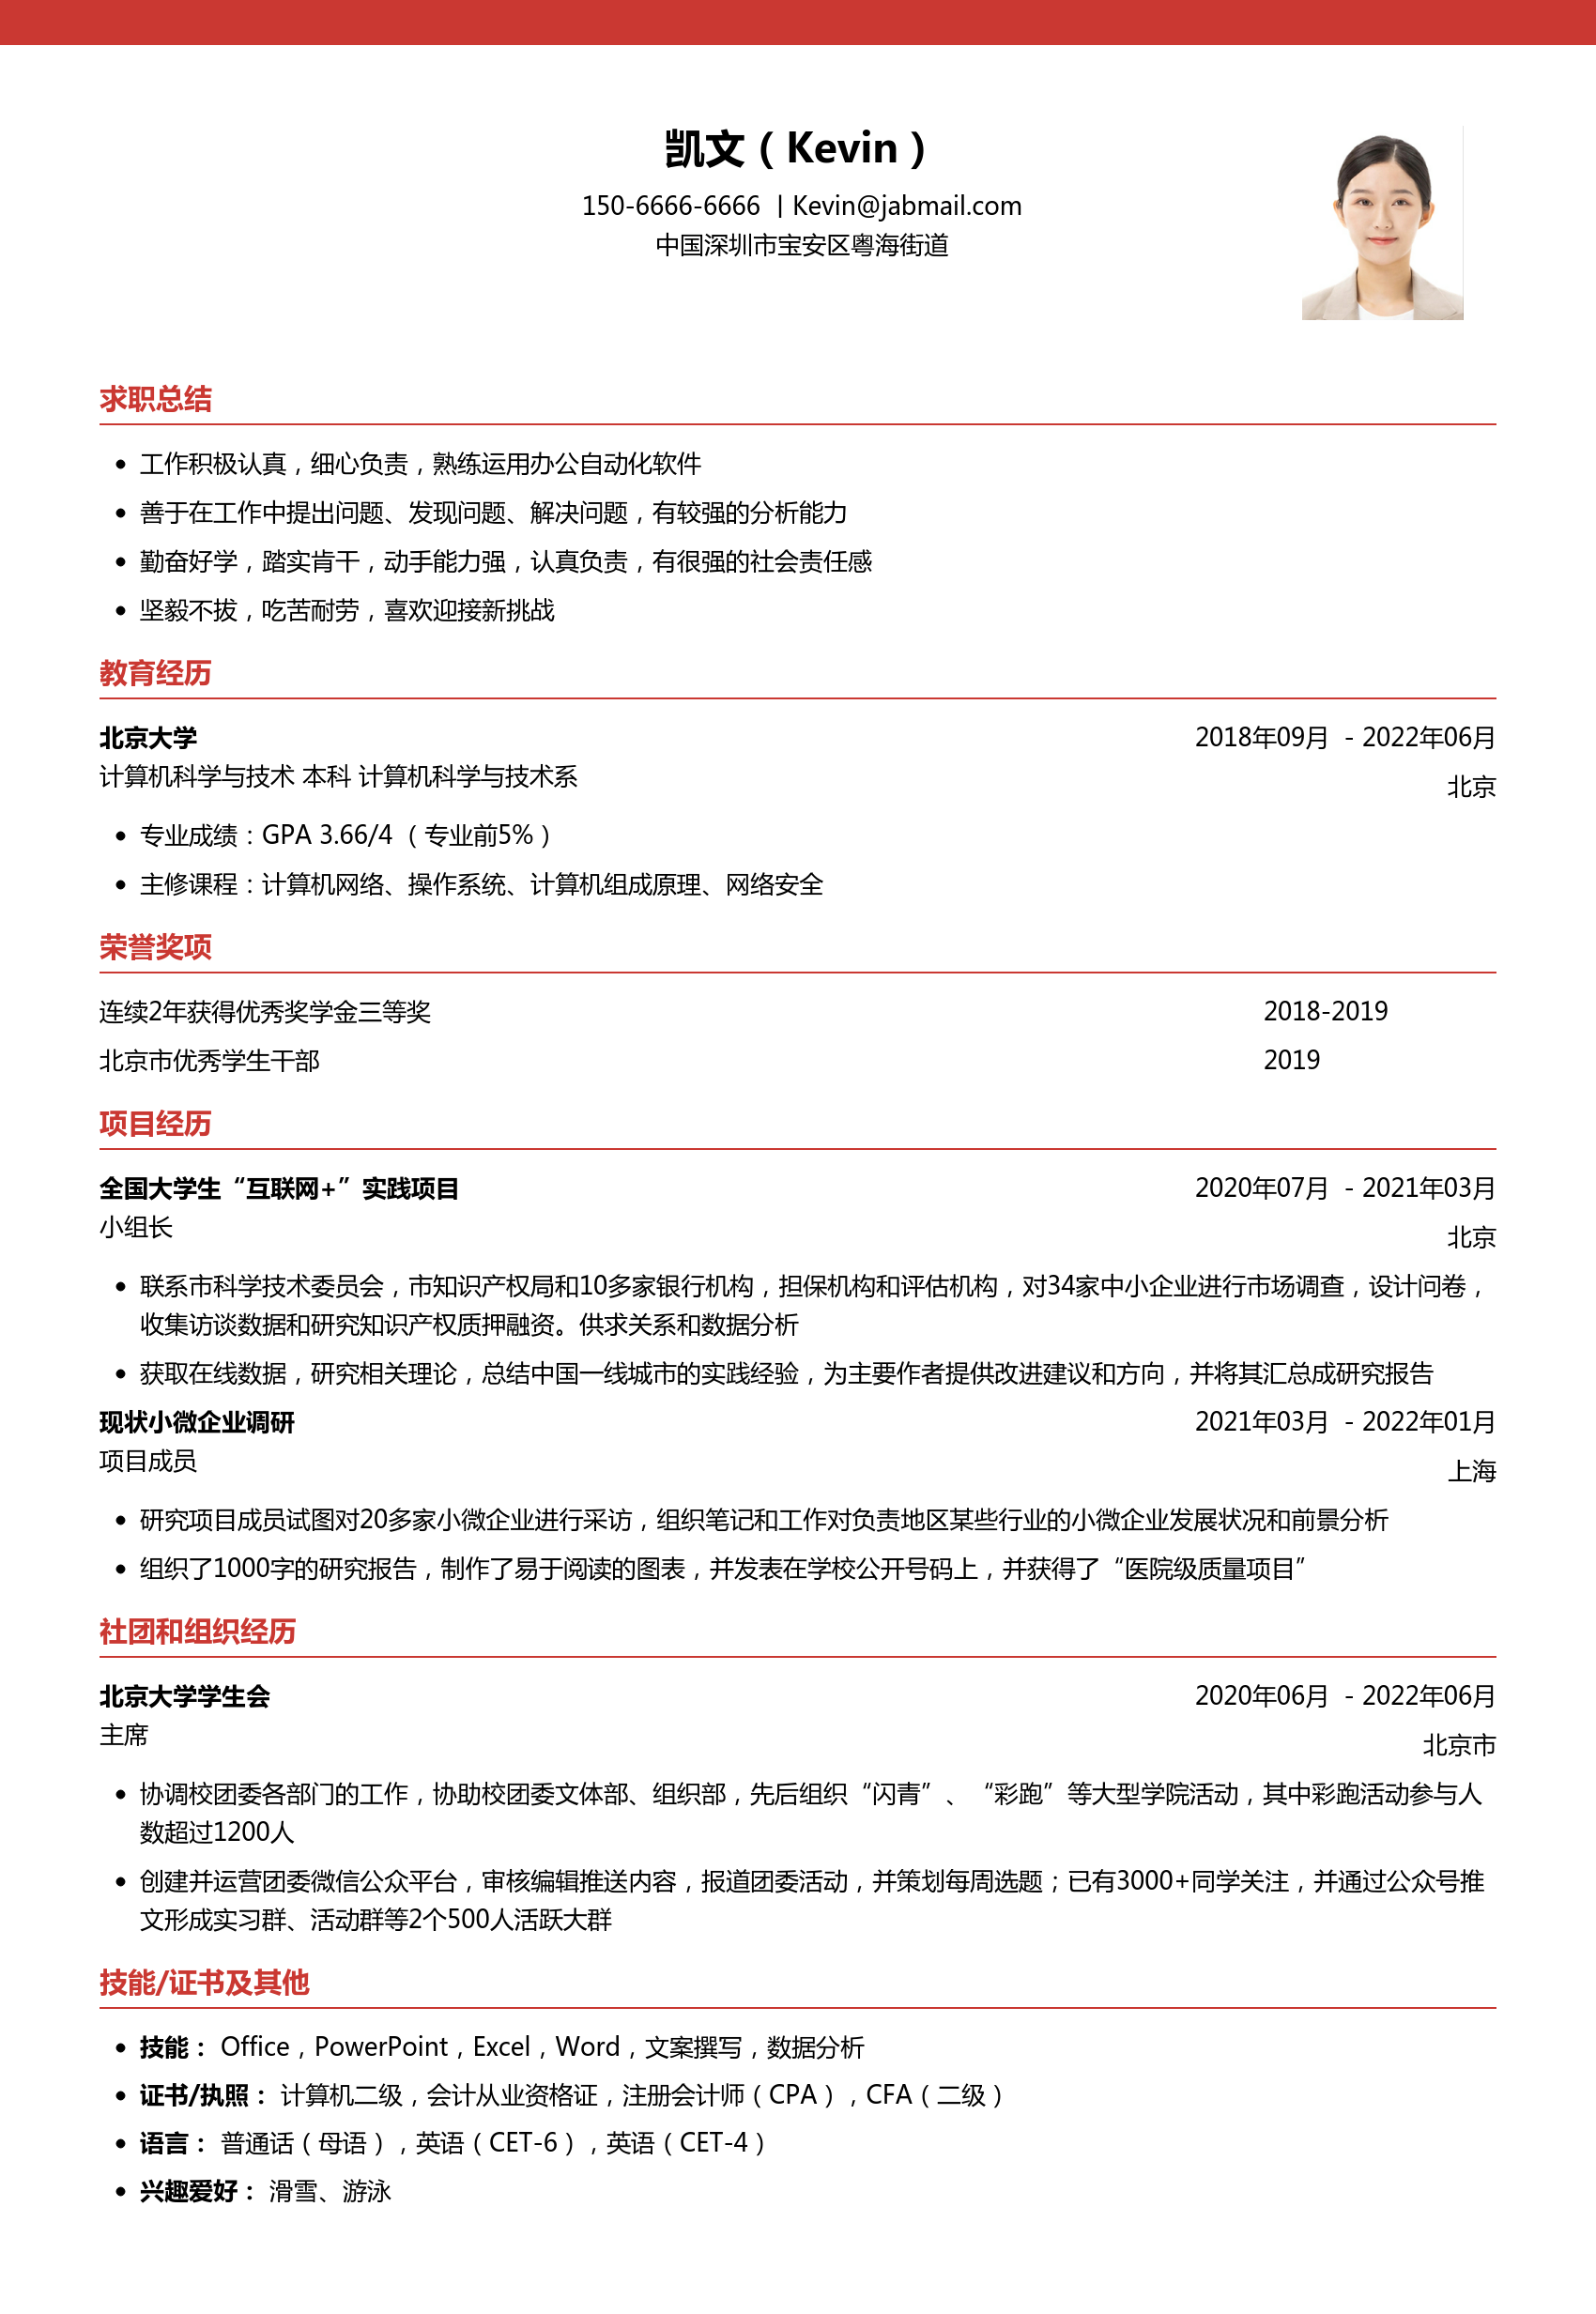 凯文（Kevin）
150-6666-6666 | Kevin@jabmail.com
中国深圳市宝安区粤海街道
求职总结
• 工作积极认真，细心负责，熟练运用办公自动化软件
• 善于在工作中提出问题、发现问题、解决问题，有较强的分析能力
• 勤奋好学，踏实肯干，动手能力强，认真负责，有很强的社会责任感
• 坚毅不拔，吃苦耐劳，喜欢迎接新挑战
教育经历
北京大学 2018年09月 - 2022年06月
计算机科学与技术 本科 计算机科学与技术系
北京
• 专业成绩：GPA 3.66/4 （专业前5%）
• 主修课程：计算机网络、操作系统、计算机组成原理、网络安全
荣誉奖项
连续2年获得优秀奖学金三等奖 2018-2019
北京市优秀学生干部 2019
项目经历
全国大学生“互联网+”实践项目 2020年07月 - 2021年03月
小组长
北京
• 联系市科学技术委员会，市知识产权局和10多家银行机构，担保机构和评估机构，对34家中小企业进行市场调查，设计问卷，
收集访谈数据和研究知识产权质押融资。供求关系和数据分析
• 获取在线数据，研究相关理论，总结中国一线城市的实践经验，为主要作者提供改进建议和方向，并将其汇总成研究报告
现状小微企业调研 2021年03月 - 2022年01月
项目成员
上海
• 研究项目成员试图对20多家小微企业进行采访，组织笔记和工作对负责地区某些行业的小微企业发展状况和前景分析
• 组织了1000字的研究报告，制作了易于阅读的图表，并发表在学校公开号码上，并获得了“医院级质量项目”
社团和组织经历
北京大学学生会 2020年06月 - 2022年06月
主席
北京市
• 协调校团委各部门的工作，协助校团委文体部、组织部，先后组织“闪青”、“彩跑”等大型学院活动，其中彩跑活动参与人
数超过1200人
• 创建并运营团委微信公众平台，审核编辑推送内容，报道团委活动，并策划每周选题；已有3000+同学关注，并通过公众号推
文形成实习群、活动群等2个500人活跃大群
技能/证书及其他
• 技能： Office，PowerPoint，Excel，Word，文案撰写，数据分析
• 证书/执照： 计算机二级，会计从业资格证，注册会计师（CPA），CFA（二级）
• 语言： 普通话（母语），英语（CET-6），英语（CET-4）
• 兴趣爱好： 滑雪、游泳